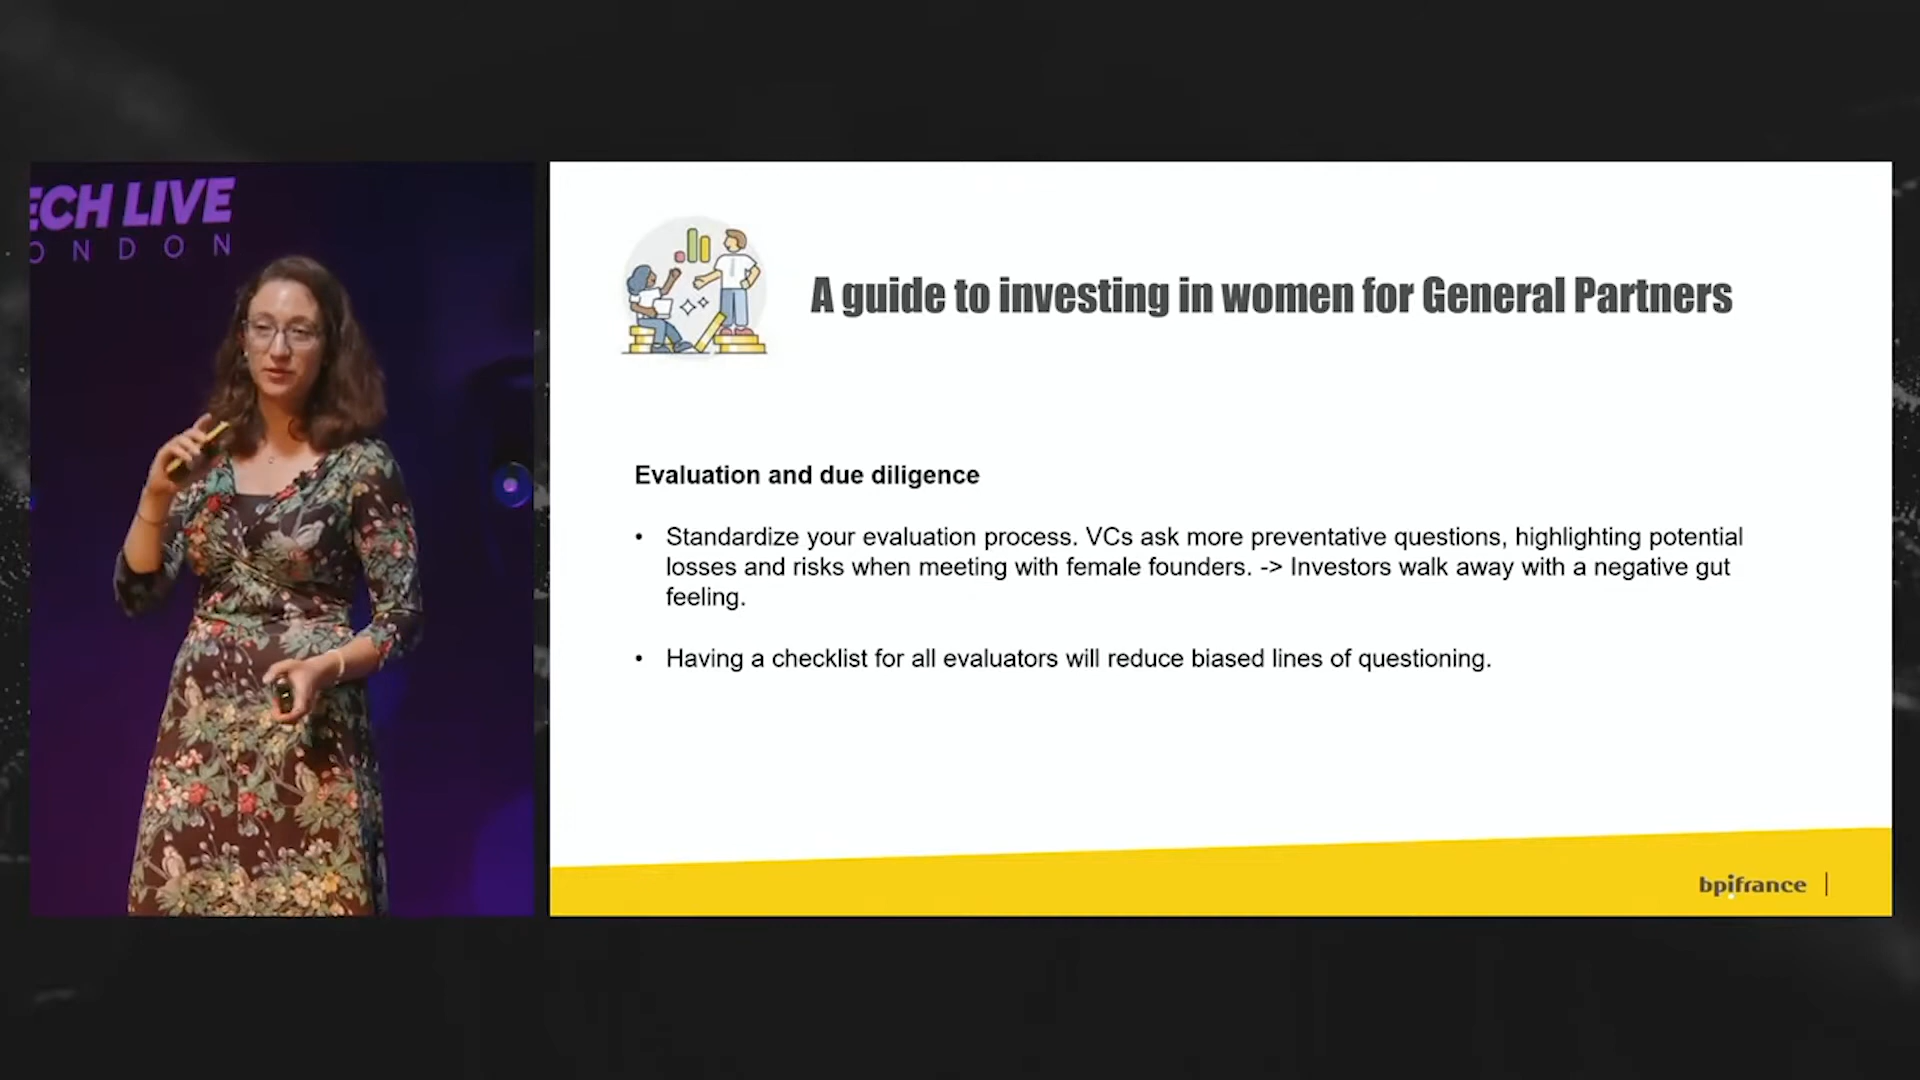 ECH LIVE
ONDON
A guide to investing in women for General Partners
Evaluation and due diligence
• Standardize your evaluation process. VCs ask more preventative questions, highlighting potential
losses and risks when meeting with female founders. -> Investors walk away with a negative gut
feeling.
• Having a checklist for all evaluators will reduce biased lines of questioning.
bpifrance